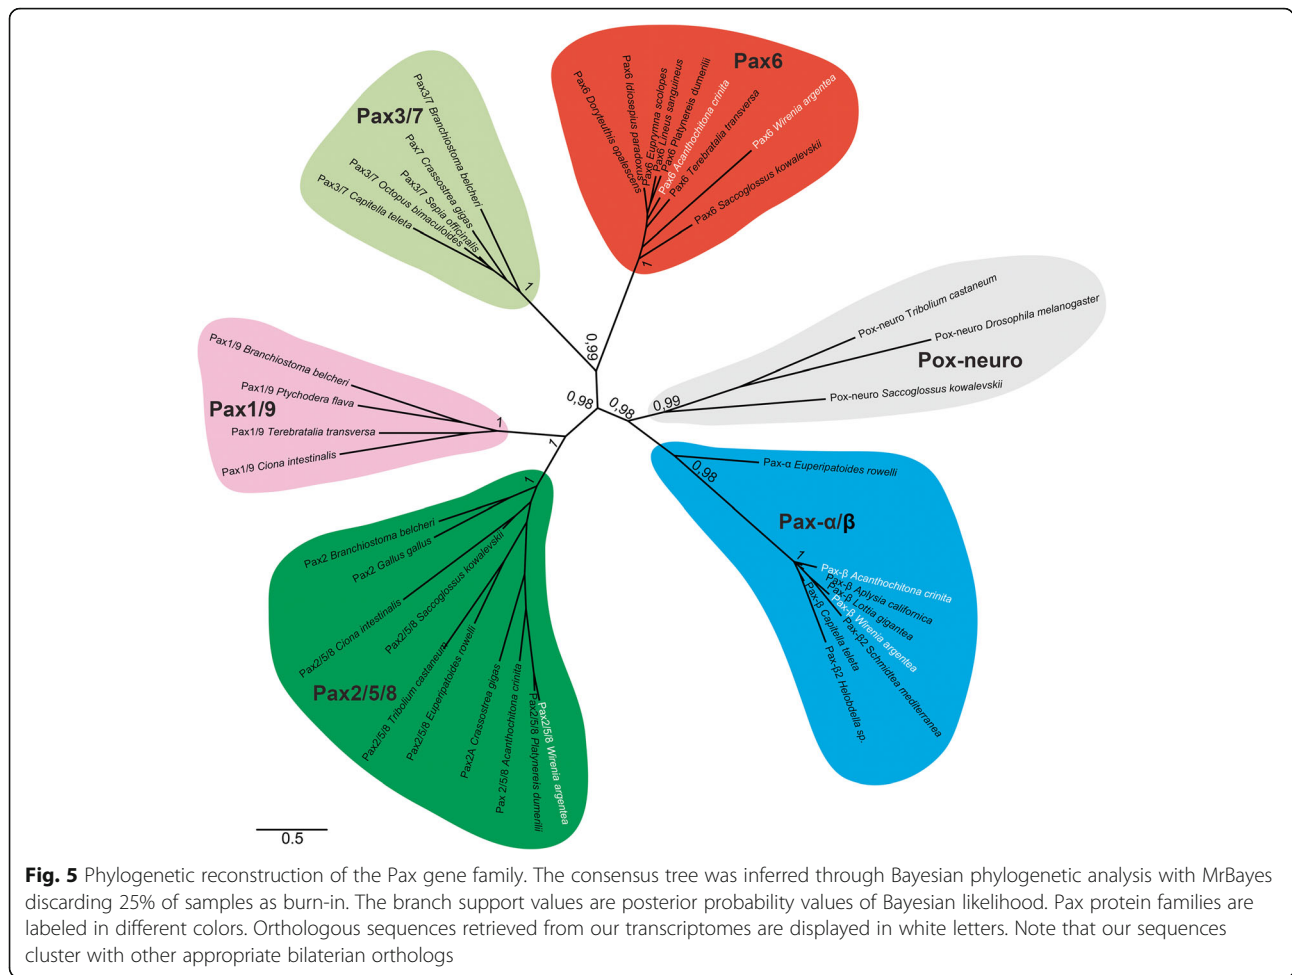 Pax3/7
Pax3/7 Branchiostoma belcheri
Pax7 Crassostrea gigas
Pax3/7 Sepia officinalis
Pax3/7 Octopus bimaculoides
Pax3/7 Capitella teleta
1
Pax6
Pax6 Doryteuthis opalescens
Pax6 Idiosepius paradoxus
Pax6 Euprymna scolopes
Pax6 Lineus sanguineus
Pax6 Platynereis dumerilii
Pax6 Acanthochitona crinita
Pax6 Terebratalia transversa
Pax6 Wirenia argentea
Pax6 Saccoglossus kowalevskii
1
0,99
Pox-neuro Tribolium castaneum
Pox-neuro Drosophila melanogaster
Pox-neuro
Pox-neuro Saccoglossus kowalevskii
0,99
0,98
0,98
Pax1/9 Branchiostoma belcheri
Pax1/9 Ptychodera flava
Pax1/9
Pax1/9 Terebratalia transversa
Pax1/9 Ciona intestinalis
1
1
Pax-α Euperipatoides rowelli
0,98
Pax-α/β
1
Pax-β Acanthochitona crinita
Pax-β Aplysia californica
Pax-β Lottia gigantea
Pax-β Wirenia argentea
Pax-β2 Schmidtea mediterranea
Pax-β Capitella teleta
Pax-β2 Helobdella sp.
1
Pax2 Branchiostoma belcheri
Pax2 Gallus gallus
Pax2/5/8 Ciona intestinalis
Pax2/5/8 Saccoglossus kowalevskii
Pax2/5/8
Pax2/5/8 Tribolium castaneum
Pax2/5/8 Euperipatoides rowelli
Pax2A Crassostrea gigas
Pax 2/5/8 Acanthochitona crinita
Pax2/5/8 Platynereis dumerilii
Pax2/5/8 Wirenia argentea
0.5
Fig. 5 Phylogenetic reconstruction of the Pax gene family. The consensus tree was inferred through Bayesian phylogenetic analysis with MrBayes
discarding 25% of samples as burn-in. The branch support values are posterior probability values of Bayesian likelihood. Pax protein families are
labeled in different colors. Orthologous sequences retrieved from our transcriptomes are displayed in white letters. Note that our sequences
cluster with other appropriate bilaterian orthologs